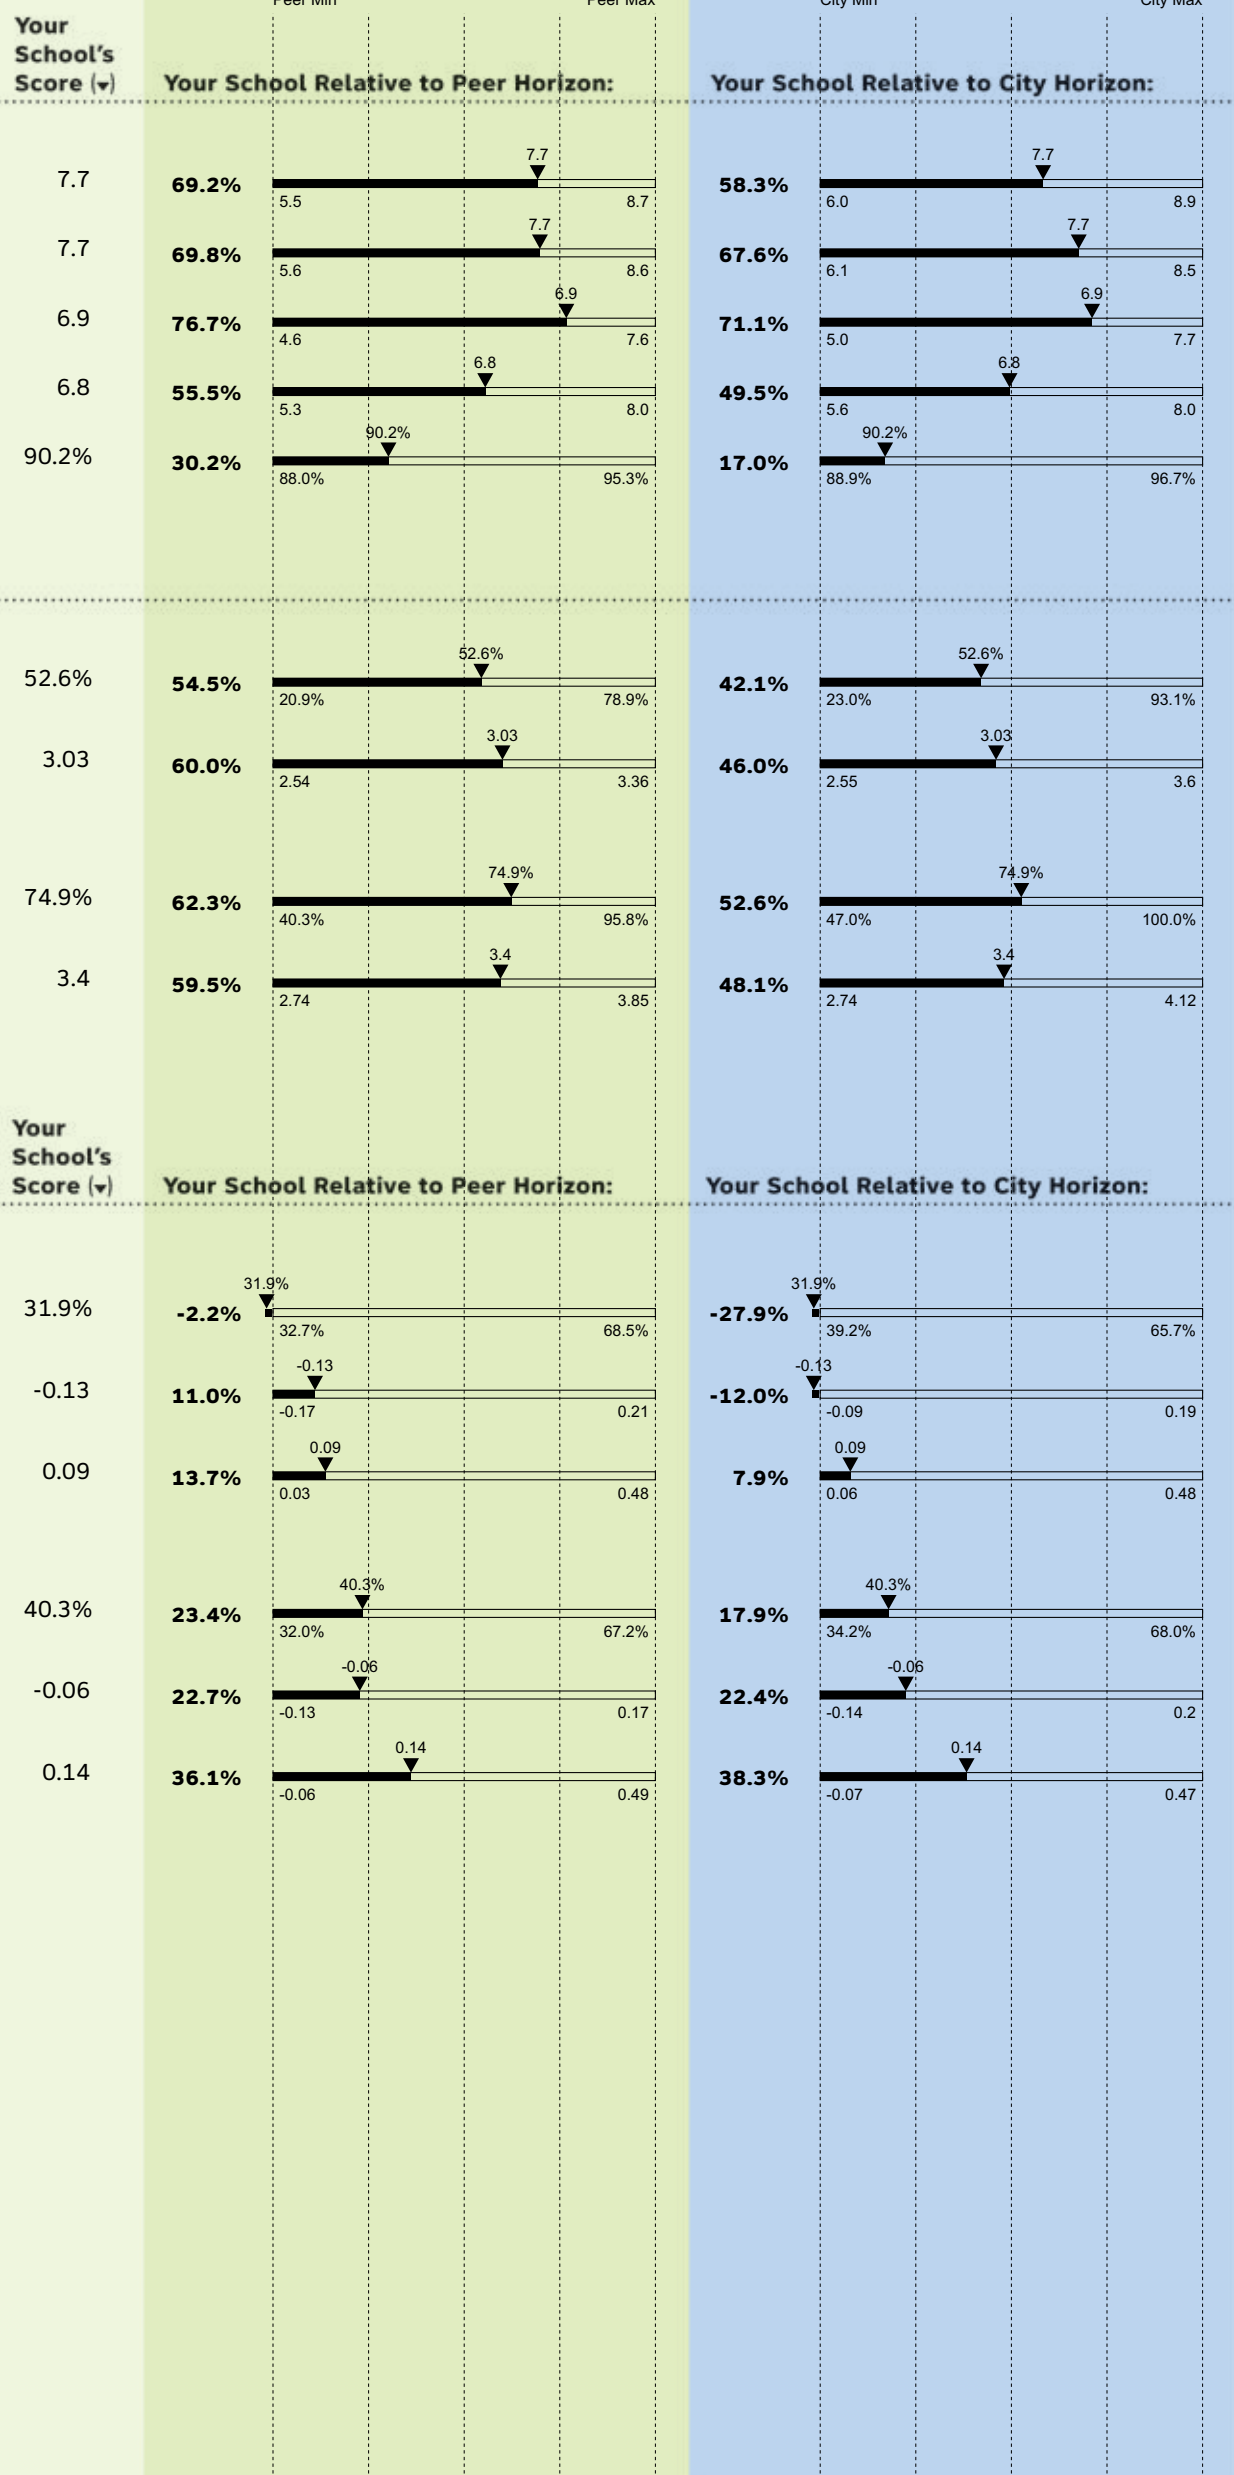 Peer Min Peer Max City Min City Max
Your
School's
Score (▾) Your School Relative to Peer Horizon: Your School Relative to City Horizon:
7.7 7.7
7.7 69.2% 58.3%
5.5 8.7 6.0 8.9
7.7 7.7
7.7 69.8% 67.6%
5.6 8.6 6.1 8.5
6.9 6.9
6.9 76.7% 71.1%
4.6 7.6 5.0 7.7
6.8 6.8
6.8 55.5% 49.5%
5.3 8.0 5.6 8.0
90.2% 90.2%
90.2% 30.2% 17.0%
88.0% 95.3% 88.9% 96.7%
52.6% 52.6%
52.6% 54.5% 42.1%
20.9% 78.9% 23.0% 93.1%
3.03 3.03
3.03 60.0% 46.0%
2.54 3.36 2.55 3.6
74.9% 74.9%
74.9% 62.3% 52.6%
40.3% 95.8% 47.0% 100.0%
3.4 3.4
3.4 59.5% 48.1%
2.74 3.85 2.74 4.12
Your
School's
Score (▾) Your School Relative to Peer Horizon: Your School Relative to City Horizon:
31.9% 31.9%
31.9% -2.2% -27.9%
32.7% 68.5% 39.2% 65.7%
-0.13 -0.13
-0.13 11.0% -12.0%
-0.17 0.21 -0.09 0.19
0.09 0.09
0.09 13.7% 7.9%
0.03 0.48 0.06 0.48
40.3% 40.3%
40.3% 23.4% 17.9%
32.0% 67.2% 34.2% 68.0%
-0.06 -0.06
-0.06 22.7% 22.4%
-0.13 0.17 -0.14 0.2
0.14 0.14
0.14 36.1% 38.3%
-0.06 0.49 -0.07 0.47